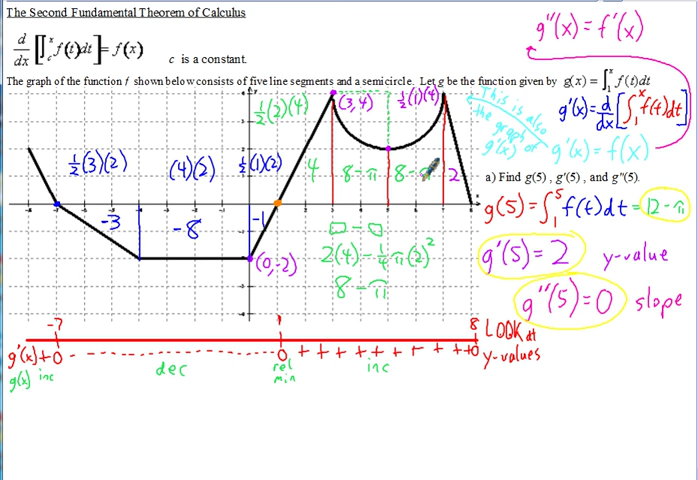 The Second Fundamental Theorem of Calculus
d/dx [∫_c^x f(t)dt] = f(x)
c is a constant.
The graph of the function f shown below consists of five line segments and a semicircle. Let g be the function given by g(x) = ∫_1^x f(t)dt
g''(x) = f'(x)
g'(x) = d/dx [∫_1^x f(t)dt]
g'(x) = f(x)
This is also
the graph of
g'(x)
a) Find g(5), g'(5), and g''(5).
g(5) = ∫_1^5 f(t)dt = 12-π
g'(5) = 2 y-value
g''(5) = 0 slope
½(2)(4)
(3,4)
½(1)(4)
½(3)(2)
(4)(2)
½(1)(2)
4
8-π
8-
2
-3
-8
-1
(0,-2)
□ - ◠
2(4) - ¼π(2)²
8-π
-7
1
8
LOOK at
y-values
g'(x) + 0 - - - - - - - - - - - - - - - 0 + + + + + + + + + + 0
g(x) inc
dec
rel
min
inc